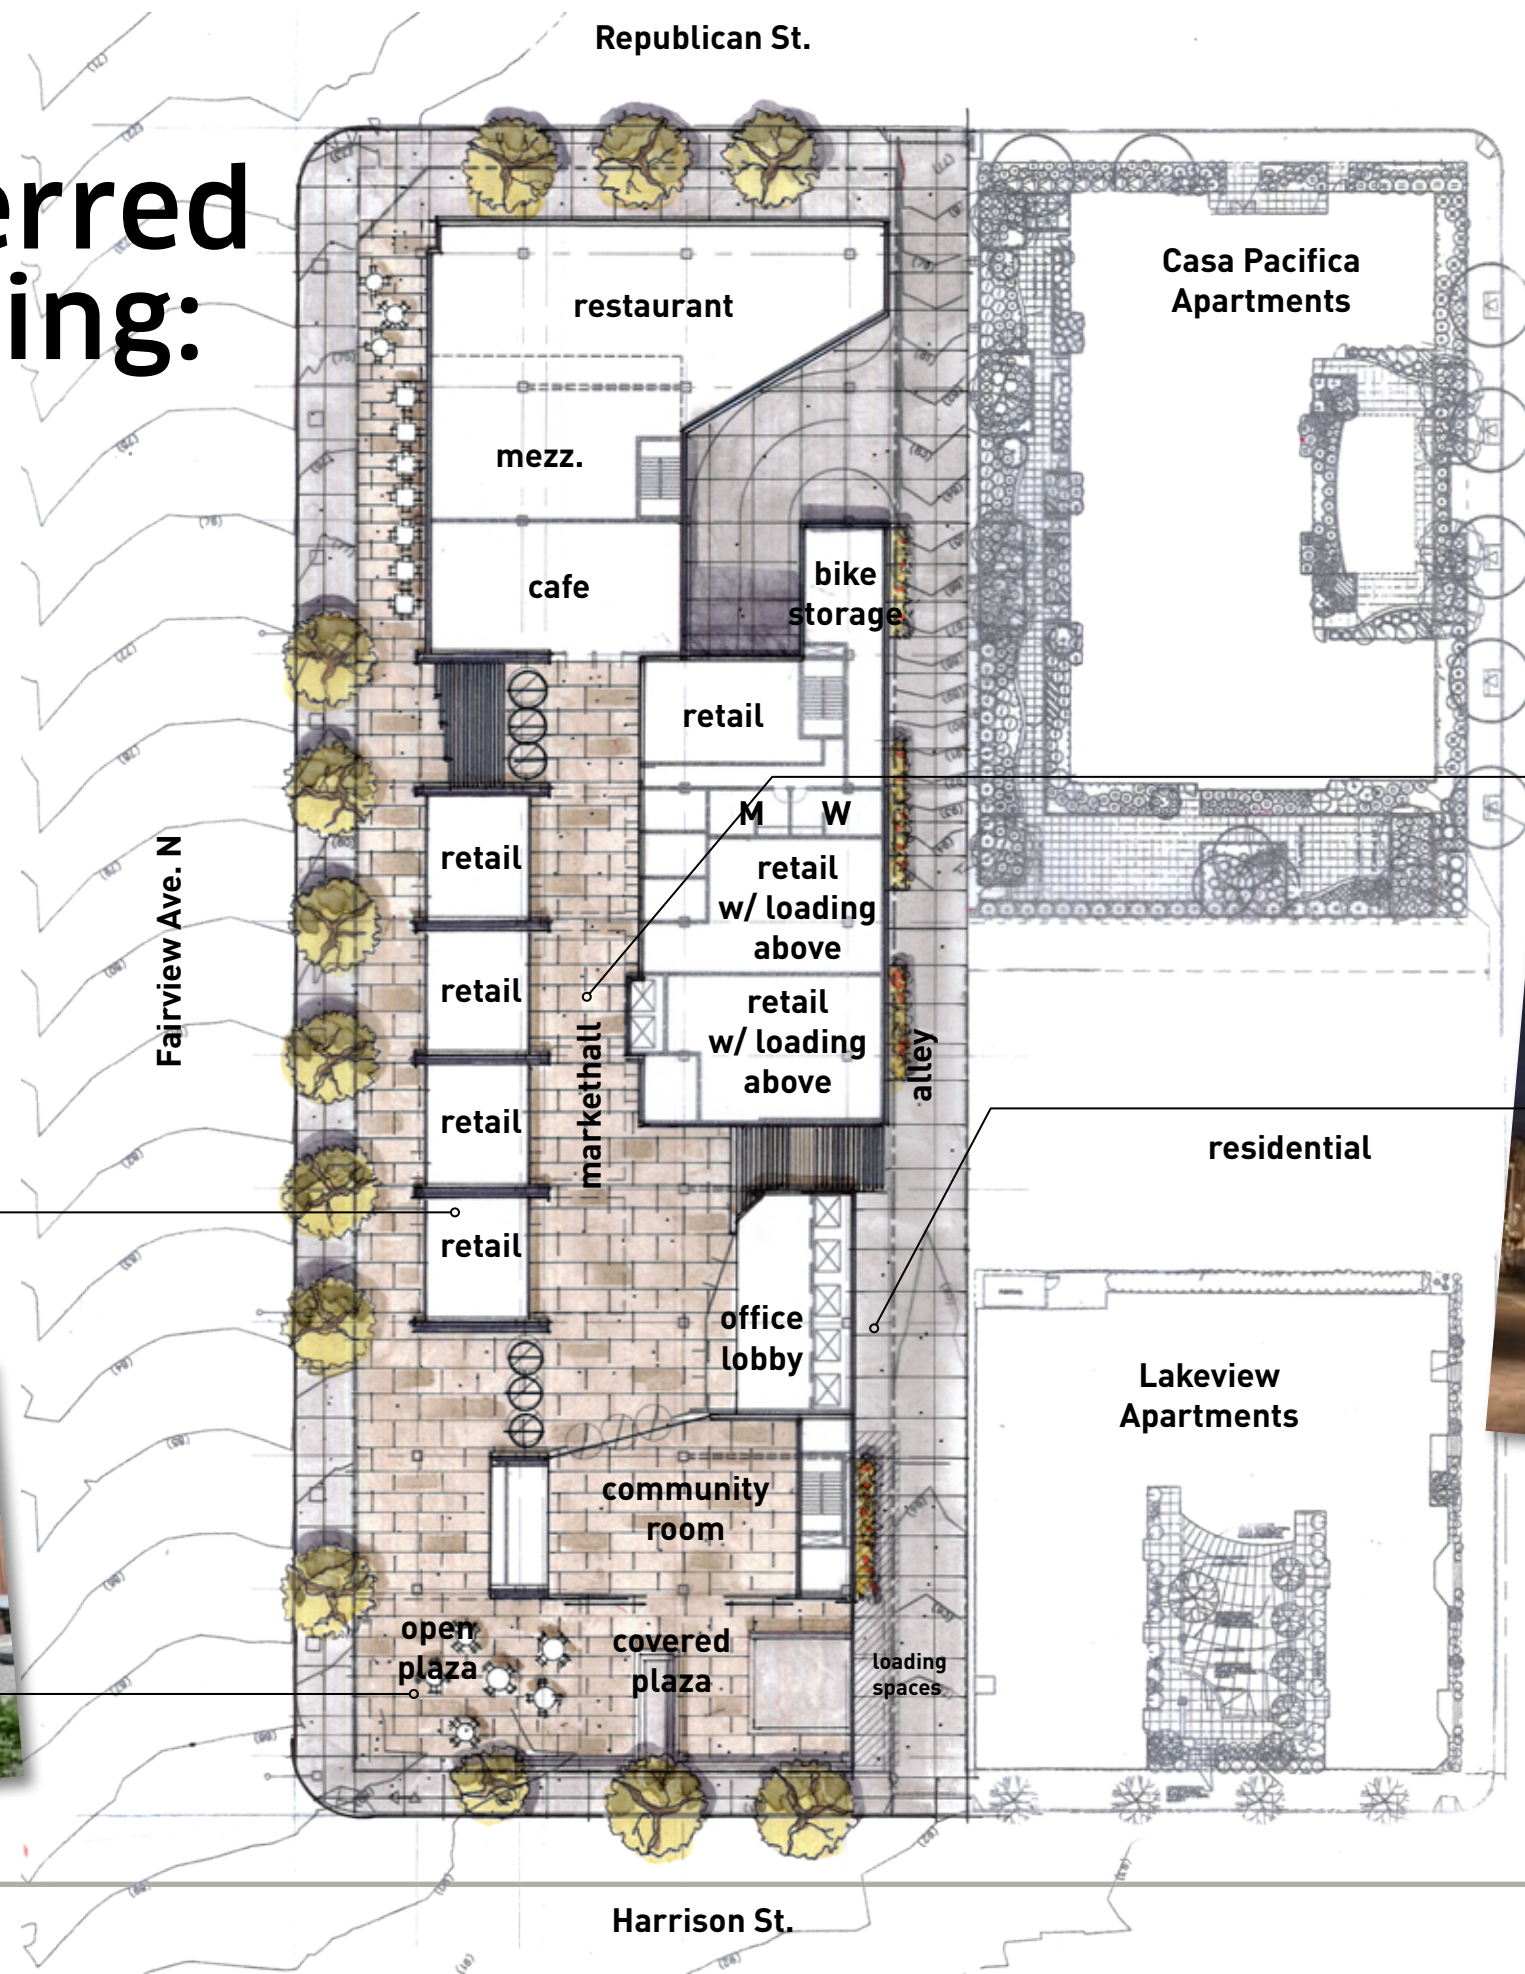 Republican St.
erred
ing:
Casa Pacifica
Apartments
restaurant
mezz.
cafe
bike
storage
retail
M
W
retail
retail
w/ loading
above
retail
retail
w/ loading
above
Fairview Ave. N
markethall
alley
retail
residential
retail
office
lobby
Lakeview
Apartments
community
room
open
plaza
covered
plaza
loading
spaces
Harrison St.